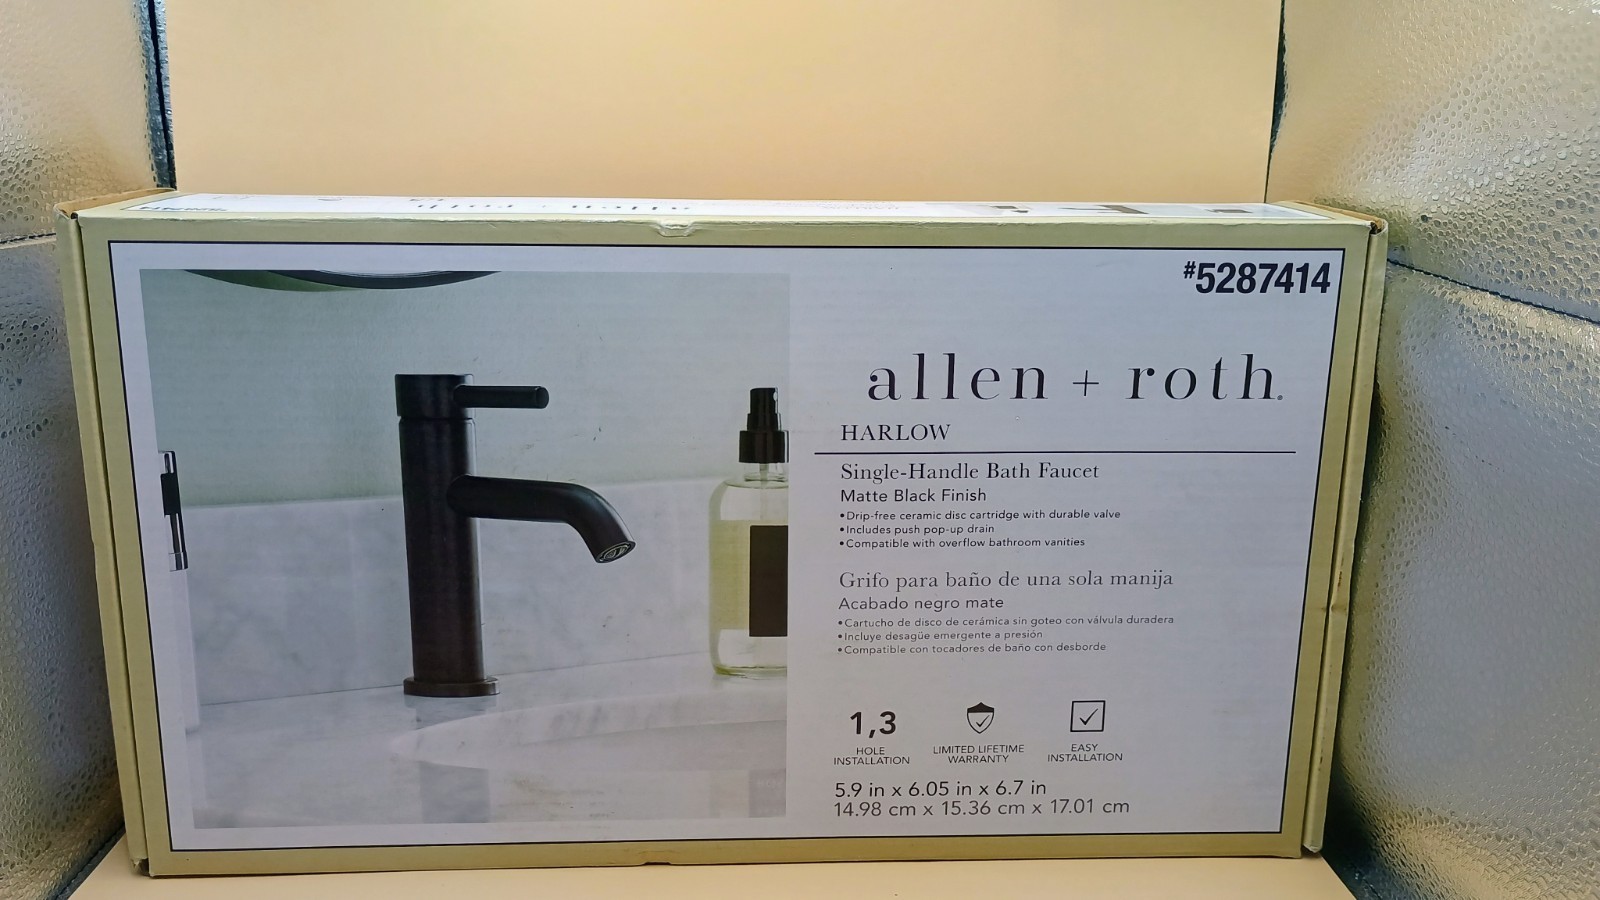 #5287414
allen + roth.
HARLOW
Single-Handle Bath Faucet
Matte Black Finish
•Drip-free ceramic disc cartridge with durable valve
•Includes push pop-up drain
•Compatible with overflow bathroom vanities
Grifo para baño de una sola manija
Acabado negro mate
•Cartucho de disco de cerámica sin goteo con válvula duradera
•Incluye desagüe emergente a presión
•Compatible con tocadores de baño con desborde
1,3
HOLE
INSTALLATION
LIMITED LIFETIME
WARRANTY
EASY
INSTALLATION
5.9 in x 6.05 in x 6.7 in
14.98 cm x 15.36 cm x 17.01 cm